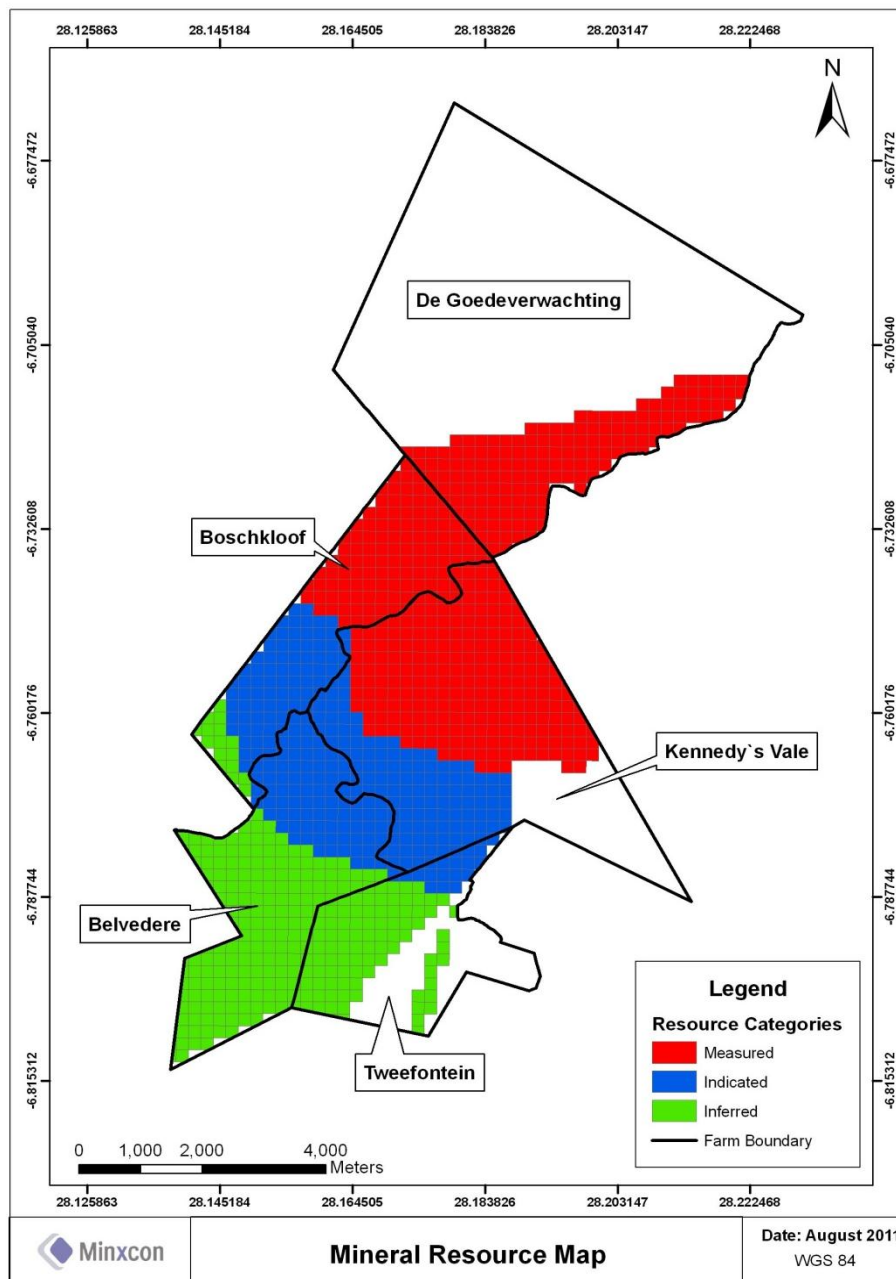 28.125863 28.145184 28.164505 28.183826 28.203147 28.222468
N
-6.677472 -6.677472
De Goedeverwachting
-6.705040 -6.705040
-6.732608 -6.732608
Boschkloof
-6.760176 -6.760176
Kennedy`s Vale
-6.787744 -6.787744
Belvedere
Tweefontein
-6.815312 -6.815312
Legend
Resource Categories
Measured
Indicated
Inferred
Farm Boundary
0 1,000 2,000 4,000
Meters
28.125863 28.145184 28.164505 28.183826 28.203147 28.222468
Minxcon
Mineral Resource Map
Date: August 2011
WGS 84